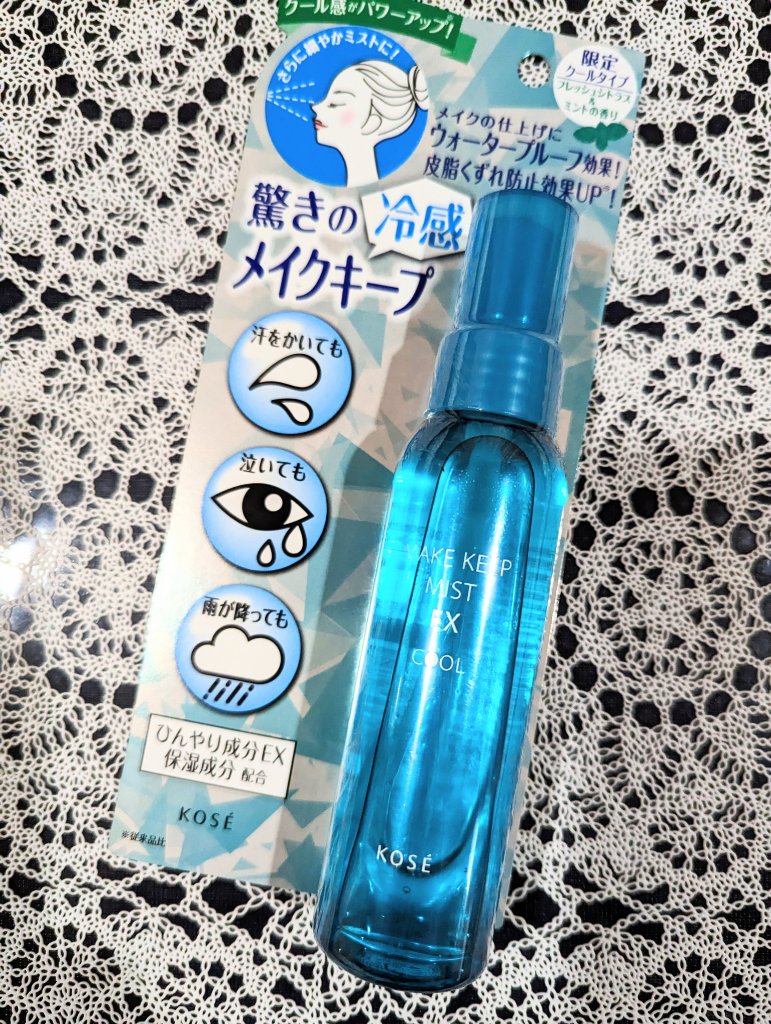 クール感がパワーアップ!
さらに細やかミストに!
限定
クールタイプ
フレッシュシトラス
&
ミントの香り
メイクの仕上げに
ウォータープルーフ効果!
皮脂くずれ防止効果UP※!
驚きの冷感
メイクキープ
汗をかいても
泣いても
雨が降っても
ひんやり成分EX
保湿成分 配合
KOSÉ
※従来品比
MAKE KEEP
MIST
EX
COOL
KOSÉ